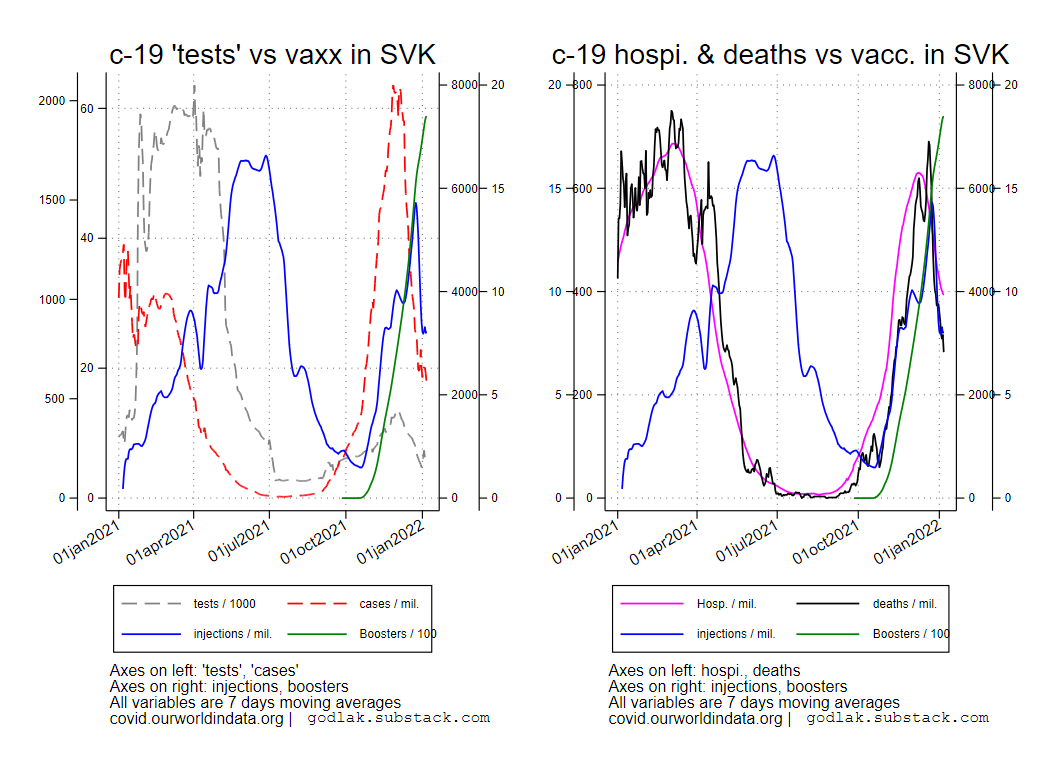 c-19 'tests' vs vaxx in SVK
2000
1500
1000
500
0
60
40
20
0
8000
6000
4000
2000
0
20
15
10
5
0
01jan2021
01apr2021
01jul2021
01oct2021
01jan2022
tests / 1000
cases / mil.
injections / mil.
Boosters / 100
Axes on left: 'tests', 'cases'
Axes on right: injections, boosters
All variables are 7 days moving averages
covid.ourworldindata.org | godlak.substack.com
c-19 hospi. & deaths vs vacc. in SVK
20
15
10
5
0
800
600
400
200
0
8000
6000
4000
2000
0
20
15
10
5
0
01jan2021
01apr2021
01jul2021
01oct2021
01jan2022
Hosp. / mil.
deaths / mil.
injections / mil.
Boosters / 100
Axes on left: hospi., deaths
Axes on right: injections, boosters
All variables are 7 days moving averages
covid.ourworldindata.org | godlak.substack.com